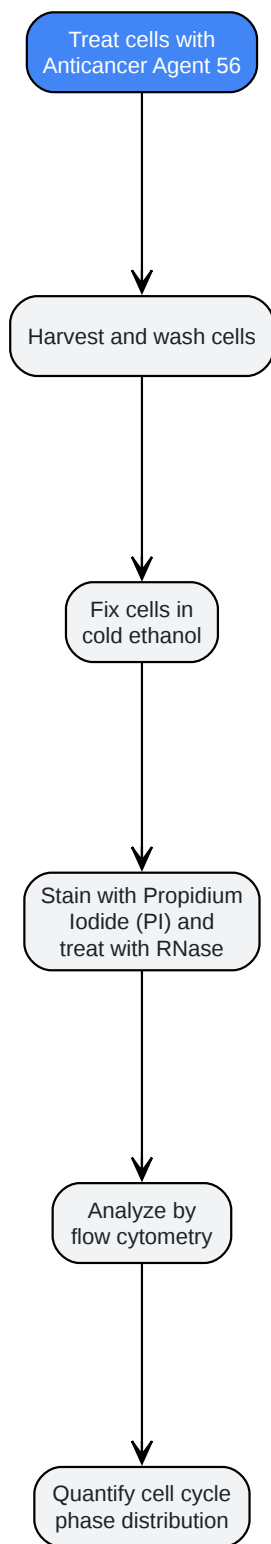 Treat cells with
Anticancer Agent 56
Harvest and wash cells
Fix cells in
cold ethanol
Stain with Propidium
Iodide (PI) and
treat with RNase
Analyze by
flow cytometry
Quantify cell cycle
phase distribution